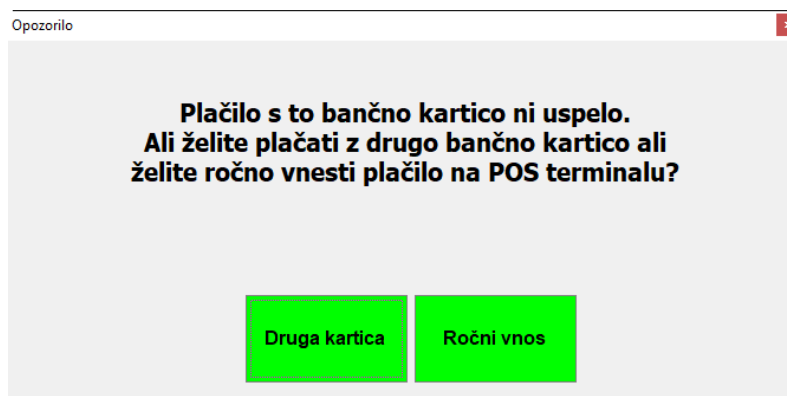 Opozorilo
Plačilo s to bančno kartico ni uspelo.
Ali želite plačati z drugo bančno kartico ali
želite ročno vnesti plačilo na POS terminalu?
Druga kartica
Ročni vnos